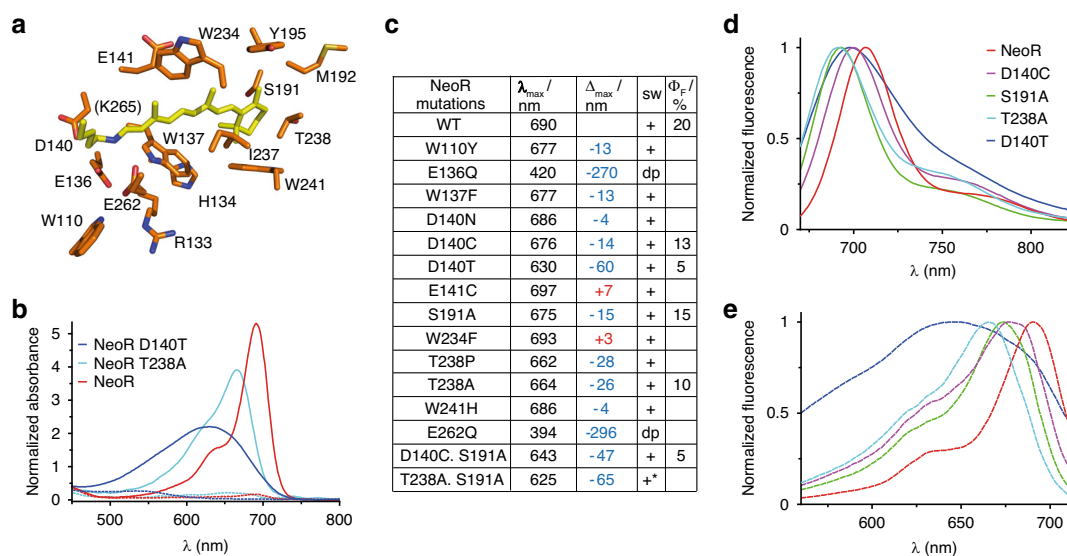 a
W234
Y195
E141
M192
(K265)
S191
D140
W137
T238
I237
E136
W241
E262
H134
W110
R133
b
Normalized absorbance
5
4
3
2
1
0
NeoR D140T
NeoR T238A
NeoR
500 600 700 800
λ (nm)
c
NeoR mutations λmax / nm Δmax / nm sw ΦF / %
WT 690 + 20
W110Y 677 -13 +
E136Q 420 -270 dp
W137F 677 -13 +
D140N 686 -4 +
D140C 676 -14 + 13
D140T 630 -60 + 5
E141C 697 +7 +
S191A 675 -15 + 15
W234F 693 +3 +
T238P 662 -28 +
T238A 664 -26 + 10
W241H 686 -4 +
E262Q 394 -296 dp
D140C. S191A 643 -47 + 5
T238A. S191A 625 -65 +*
d
Normalized fluorescence
1
0.5
0
NeoR
D140C
S191A
T238A
D140T
700 750 800
λ (nm)
e
Normalized fluorescence
1
0.5
0
600 650 700
λ (nm)